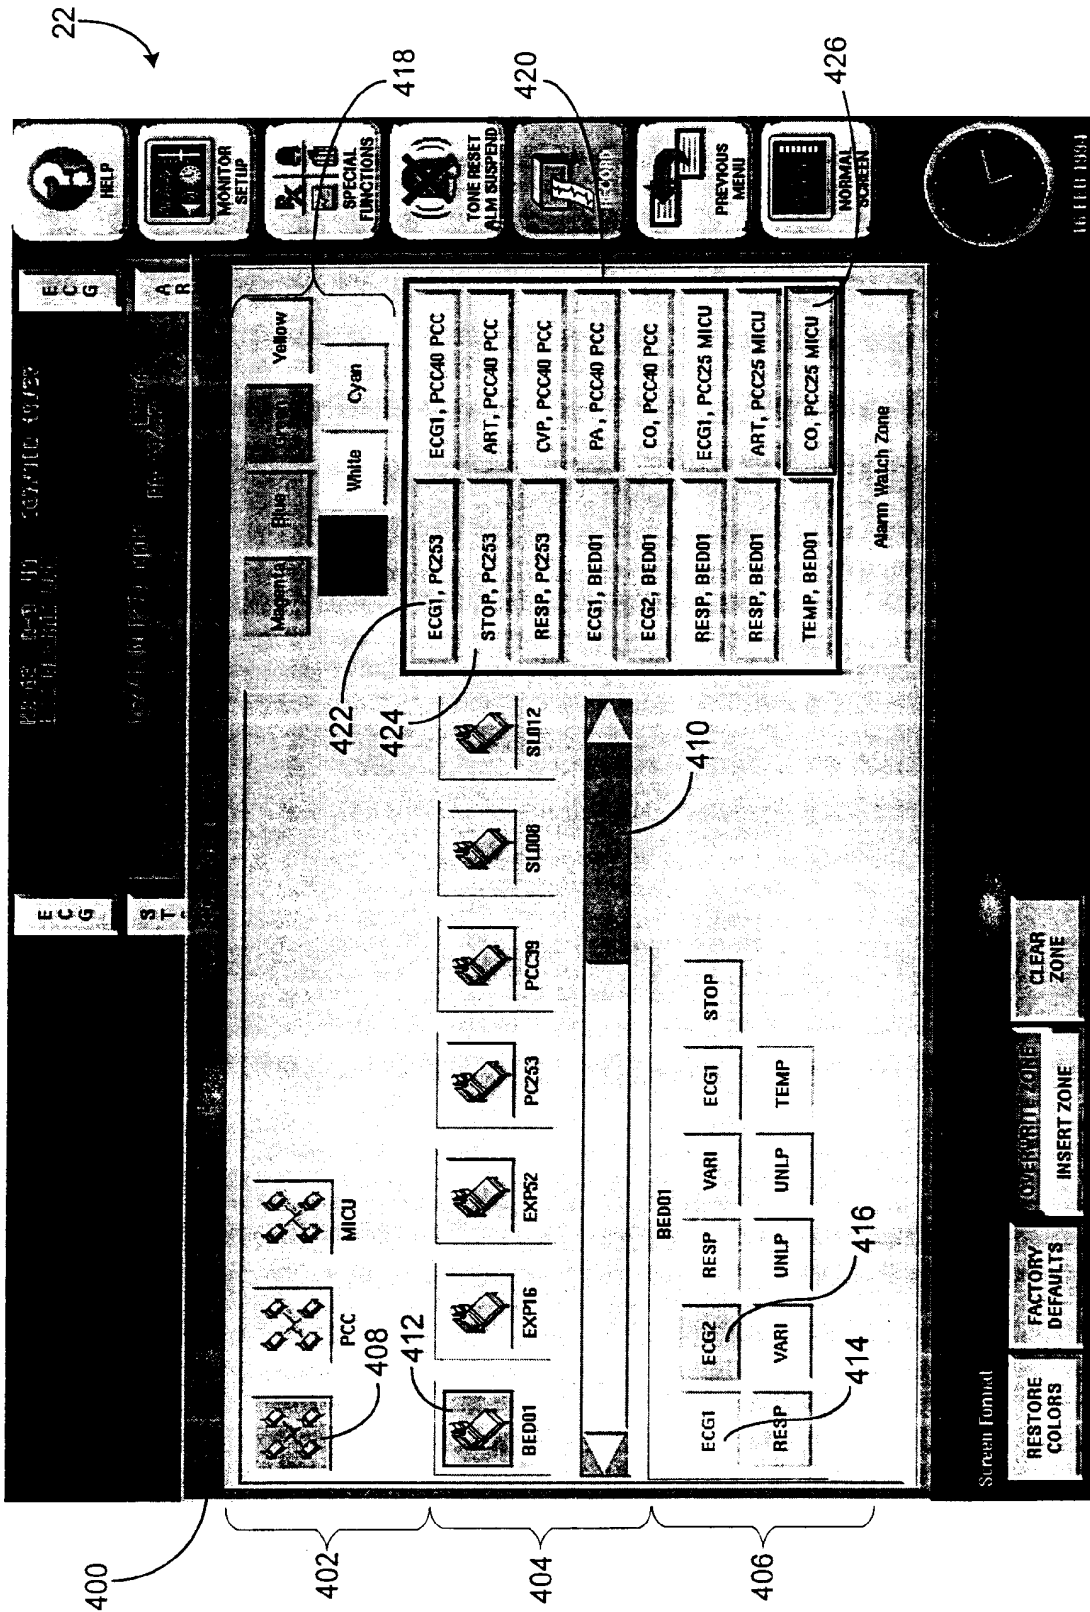 22
400
402
404
406
408
410
412
414
416
418
420
422
424
426
E
C
G
S
T
E
C
G
A
R
HELP
MONITOR
SETUP
SPECIAL
FUNCTIONS
TONE RESET
ALM SUSPEND
PREVIOUS
MENU
NORMAL
SCREEN
PCC
MICU
Magenta
Blue
Yellow
White
Cyan
BED01
EXP16
EXP52
PC253
PCC39
SL008
SL012
ECG1, PC253
ECG1, PCC40 PCC
STOP, PC253
ART, PCC40 PCC
RESP, PC253
CVP, PCC40 PCC
ECG1, BED01
PA, PCC40 PCC
ECG2, BED01
CO, PCC40 PCC
RESP, BED01
ECG1, PCC25 MICU
RESP, BED01
ART, PCC25 MICU
TEMP, BED01
CO, PCC25 MICU
Alarm Watch Zone
BED01
ECG1
ECG2
RESP
VARI
ECG1
STOP
RESP
VARI
UNLP
UNLP
TEMP
Screen Format
RESTORE
COLORS
FACTORY
DEFAULTS
OVERWRITE ZONE
INSERT ZONE
CLEAR
ZONE